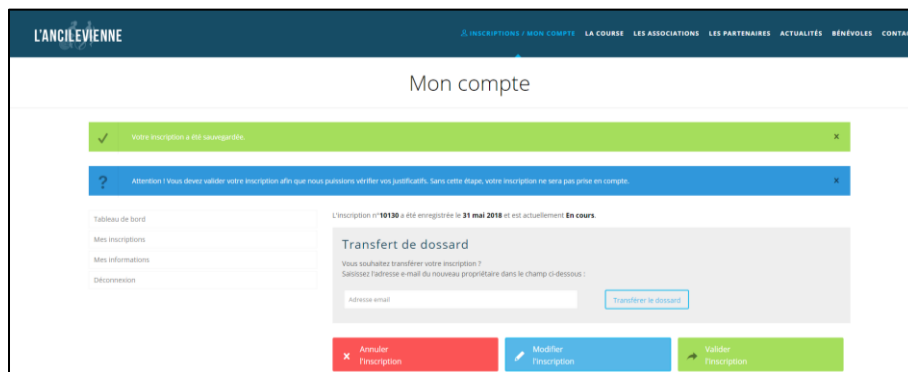 L'ANCILEVIENNE
INSCRIPTIONS / MON COMPTE LA COURSE LES ASSOCIATIONS LES PARTENAIRES ACTUALITÉS BÉNÉVOLES CONTAC
Mon compte
Votre inscription a été sauvegardée.
Attention ! Vous devez valider votre inscription afin que nous puissions vérifier vos justificatifs. Sans cette étape, votre inscription ne sera pas prise en compte.
Tableau de bord
Mes inscriptions
Mes informations
Déconnexion
L'inscription n°10130 a été enregistrée le 31 mai 2018 et est actuellement En cours.
Transfert de dossard
Vous souhaitez transférer votre inscription ?
Saisissez l'adresse e-mail du nouveau propriétaire dans le champ ci-dessous :
Adresse email
Transférer le dossard
Annuler
l'inscription
Modifier
l'inscription
Valider
l'inscription